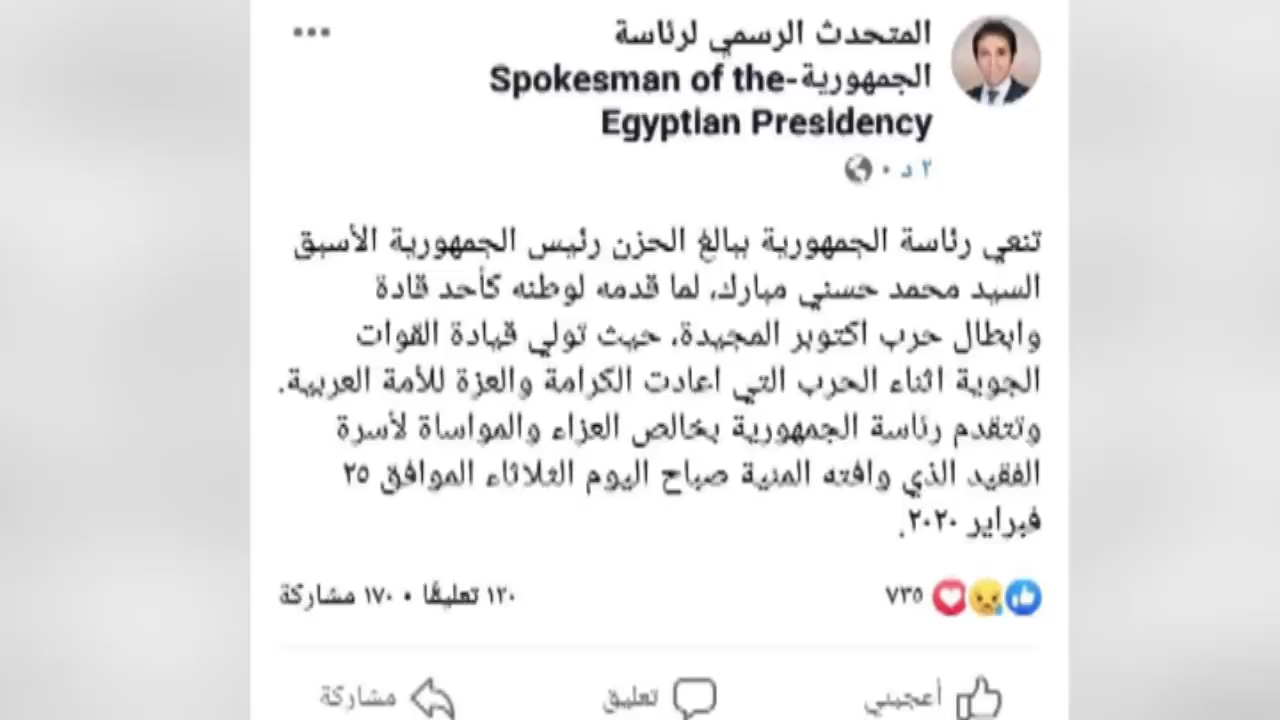 المتحدث الرسمي لرئاسة
الجمهورية-Spokesman of the
Egyptian Presidency
٢ د ·
تنعي رئاسة الجمهورية ببالغ الحزن رئيس الجمهورية الأسبق
السيد محمد حسني مبارك، لما قدمه لوطنه كأحد قادة
وابطال حرب اكتوبر المجيدة، حيث تولي قيادة القوات
الجوية اثناء الحرب التي اعادت الكرامة والعزة للأمة العربية.
وتتقدم رئاسة الجمهورية بخالص العزاء والمواساة لأسرة
الفقيد الذي وافته المنية صباح اليوم الثلاثاء الموافق ٢٥
فبراير ٢٠٢٠.
٧٣٥ ١٢٠ تعليقًا • ١٧٠ مشاركة
أعجبني تعليق مشاركة